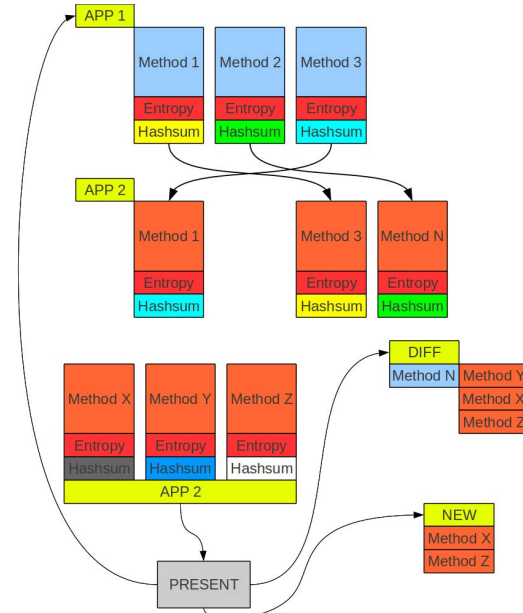 APP 1
Method 1 Method 2 Method 3
Entropy Entropy Entropy
Hashsum Hashsum Hashsum
APP 2
Method 1 Method 3 Method N
Entropy Entropy Entropy
Hashsum Hashsum Hashsum
DIFF
Method N Method Y
Method X
Method Z
Method X Method Y Method Z
Entropy Entropy Entropy
Hashsum Hashsum Hashsum
APP 2
NEW
Method X
Method Z
PRESENT